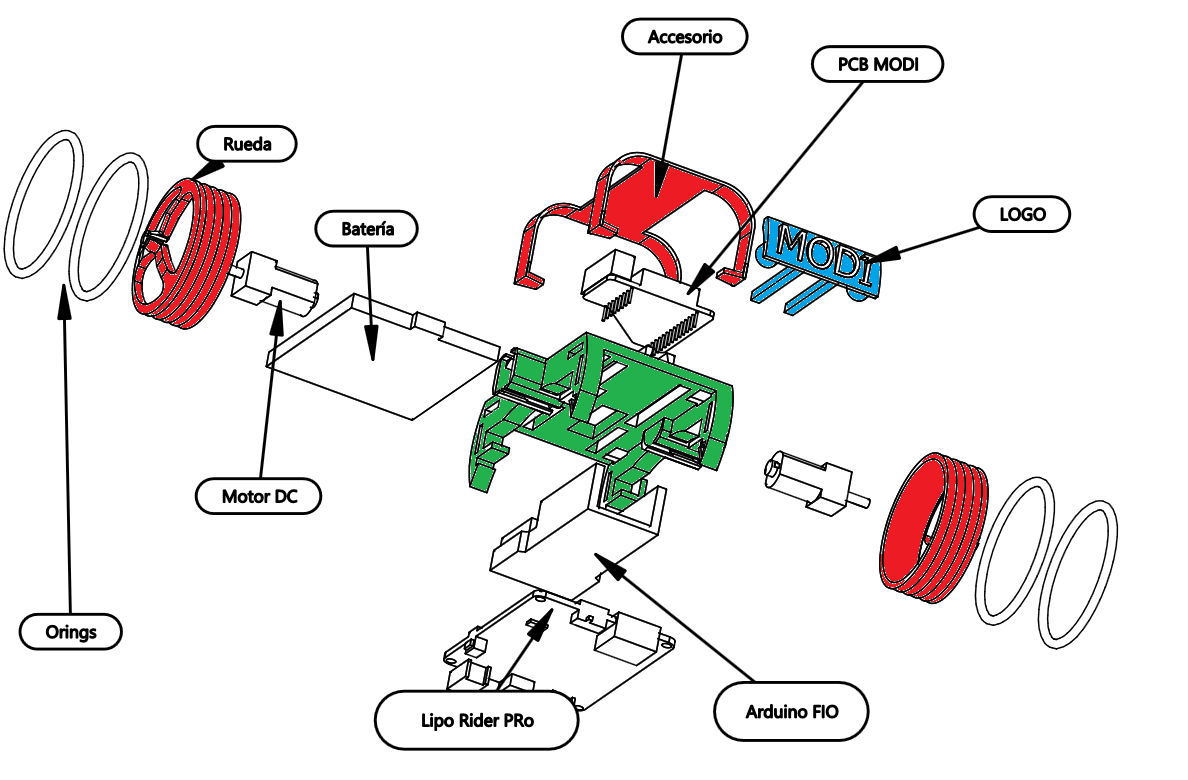 Accesorio
PCB MODI
Rueda
LOGO
Batería
MODI
Motor DC
Orings
Lipo Rider PRo
Arduino FIO